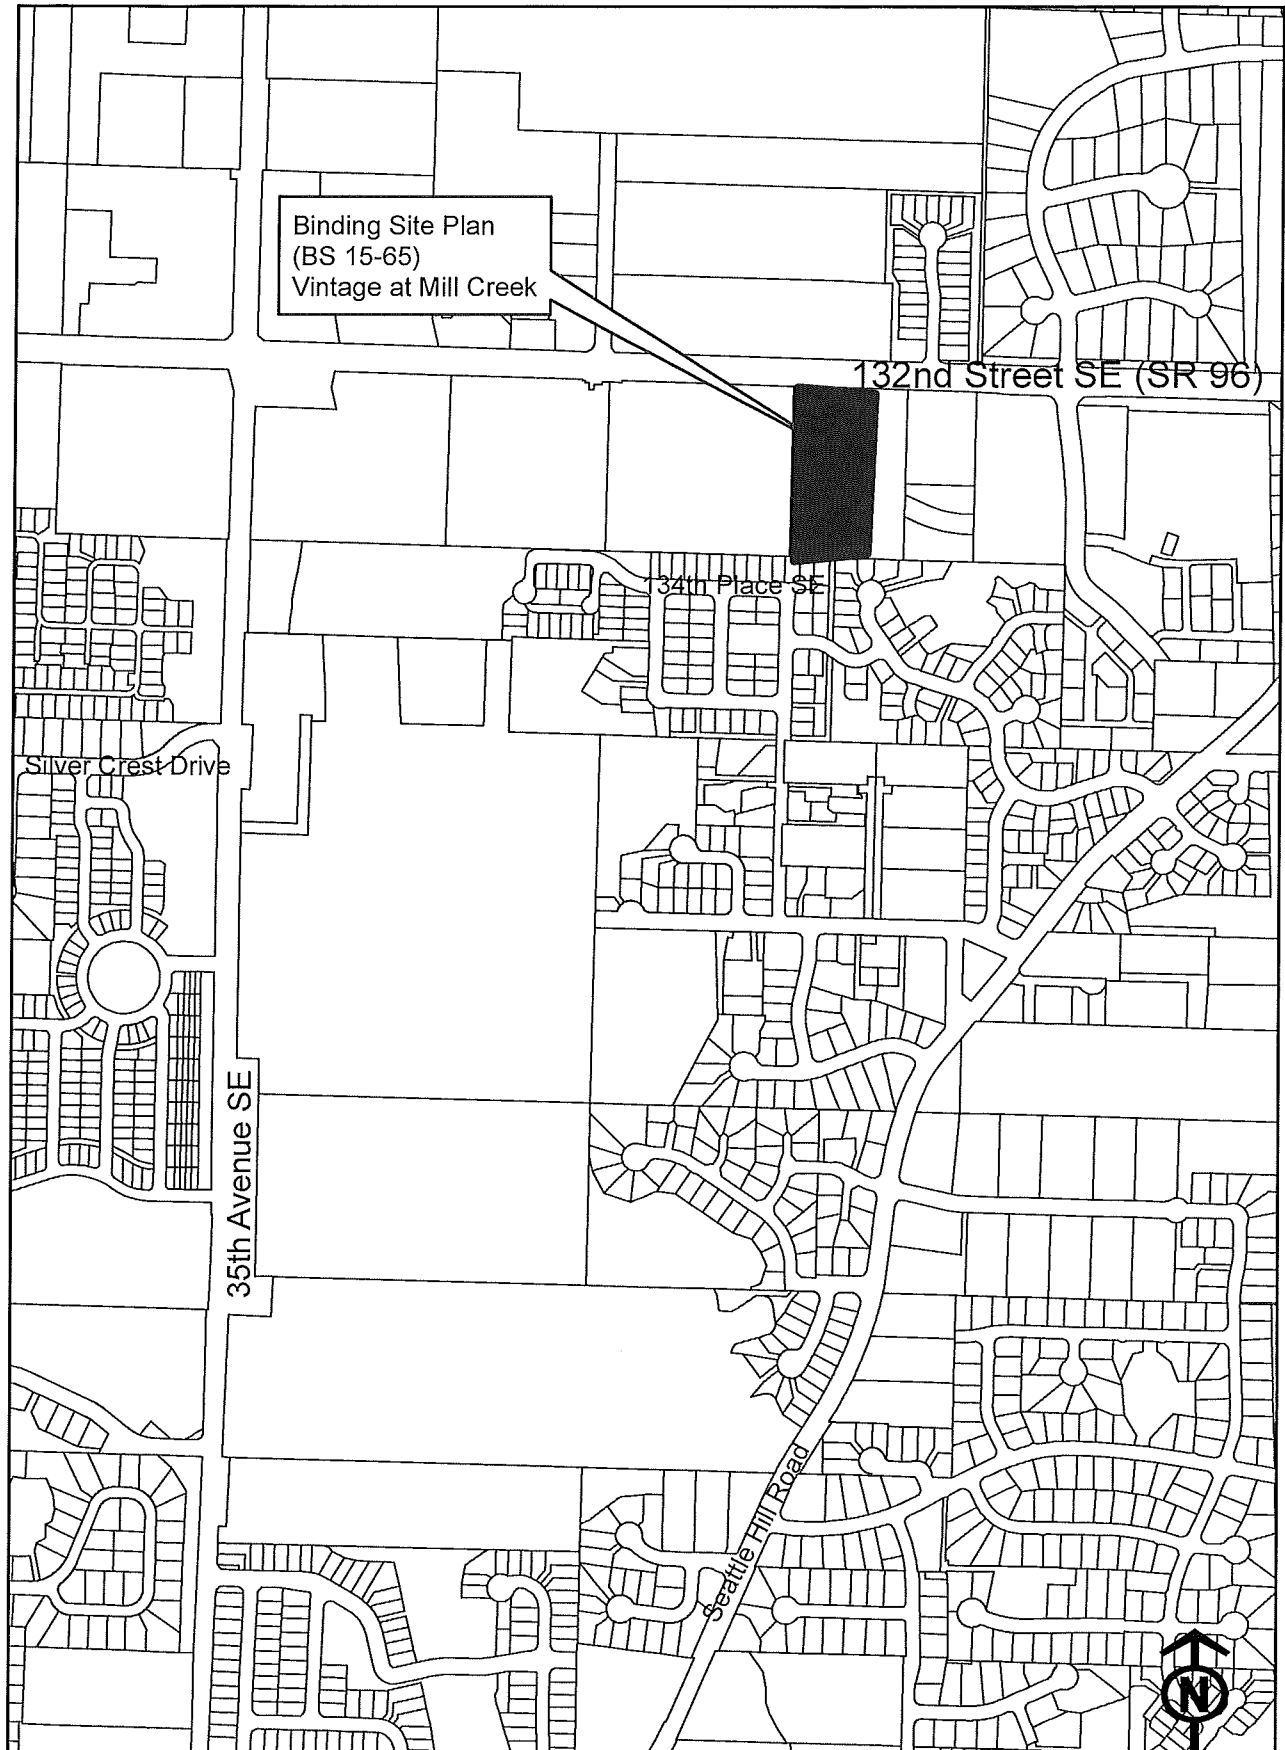 Binding Site Plan
(BS 15-65)
Vintage at Mill Creek
132nd Street SE (SR 96)
134th Place SE
Silver Crest Drive
35th Avenue SE
Seattle Hill Road
N